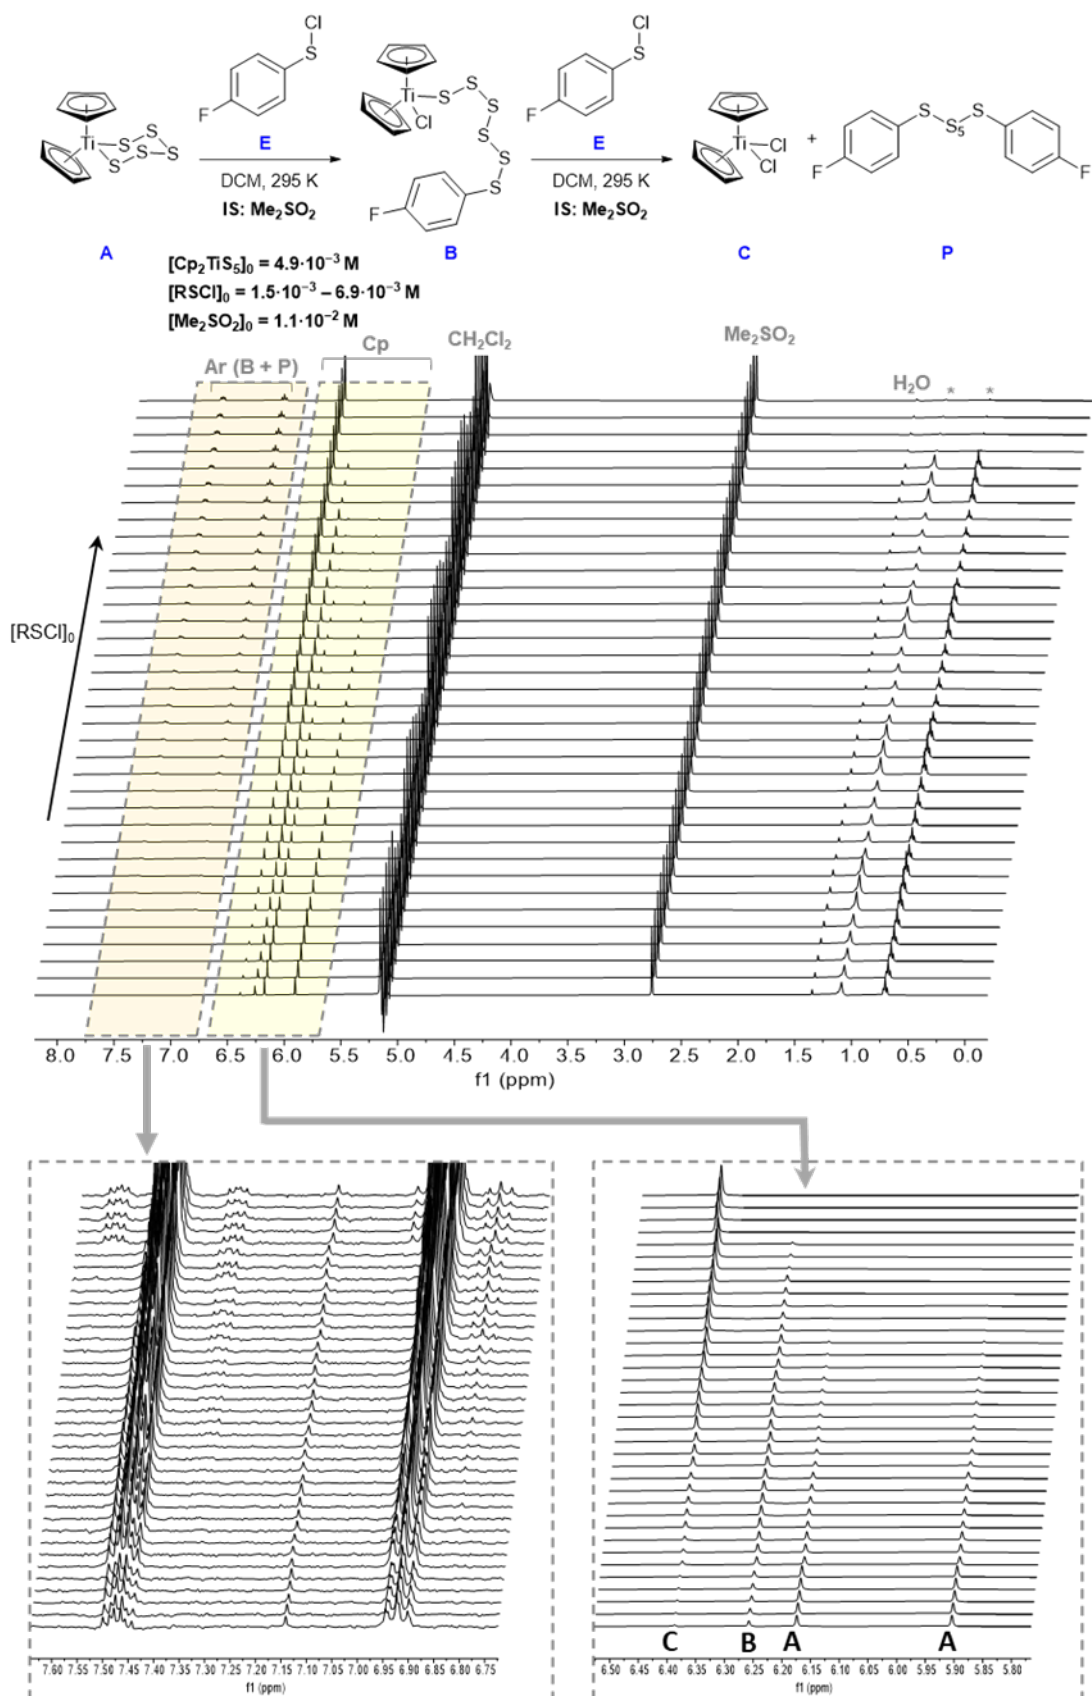 Cl
S
F
E
DCM, 295 K
IS: Me₂SO₂
Ti
S S S S S
A
Ti
Cl
S S S S S S
F
B
Cl
S
F
E
DCM, 295 K
IS: Me₂SO₂
Ti
Cl
Cl
C
+
S S₅ S
F F
P
[Cp₂TiS₅]₀ = 4.9·10⁻³ M
[RSCl]₀ = 1.5·10⁻³ – 6.9·10⁻³ M
[Me₂SO₂]₀ = 1.1·10⁻² M
Ar (B + P)
Cp
CH₂Cl₂
Me₂SO₂
H₂O
* *
[RSCl]₀
8.0 7.5 7.0 6.5 6.0 5.5 5.0 4.5 4.0 3.5 3.0 2.5 2.0 1.5 1.0 0.5 0.0
f1 (ppm)
7.60 7.55 7.50 7.45 7.40 7.35 7.30 7.25 7.20 7.15 7.10 7.05 7.00 6.95 6.90 6.85 6.80 6.75
f1 (ppm)
C B A A
6.50 6.45 6.40 6.35 6.30 6.25 6.20 6.15 6.10 6.05 6.00 5.95 5.90 5.85 5.80
f1 (ppm)